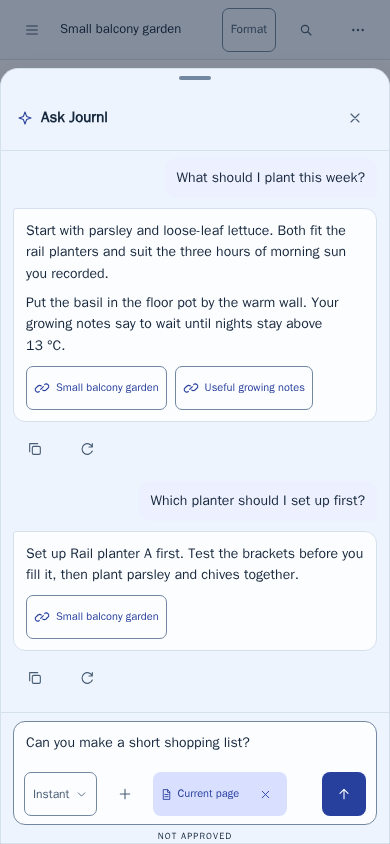 Small balcony garden
Format
Ask Journl
What should I plant this week?
Start with parsley and loose-leaf lettuce. Both fit the
rail planters and suit the three hours of morning sun
you recorded.
Put the basil in the floor pot by the warm wall. Your
growing notes say to wait until nights stay above
13 °C.
Small balcony garden
Useful growing notes
Which planter should I set up first?
Set up Rail planter A first. Test the brackets before you
fill it, then plant parsley and chives together.
Small balcony garden
Can you make a short shopping list?
Instant
Current page
NOT APPROVED